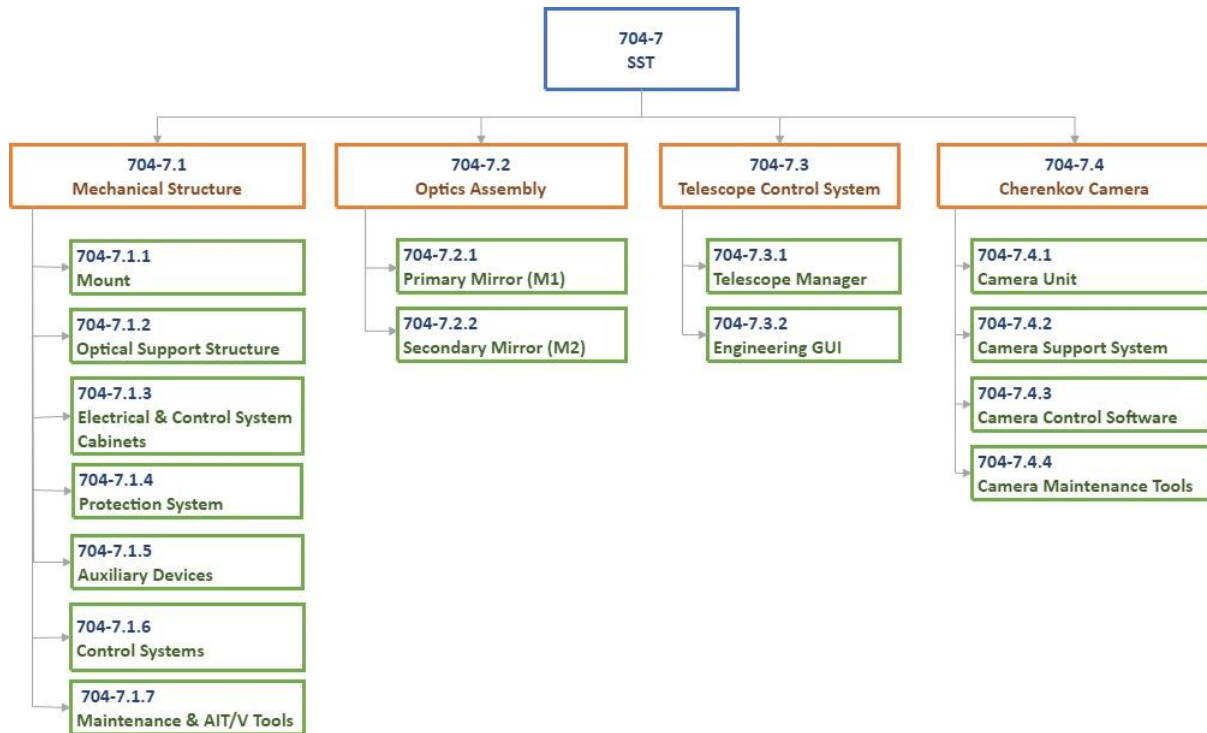 704-7
SST
704-7.1
Mechanical Structure
704-7.1.1
Mount
704-7.1.2
Optical Support Structure
704-7.1.3
Electrical & Control System
Cabinets
704-7.1.4
Protection System
704-7.1.5
Auxiliary Devices
704-7.1.6
Control Systems
704-7.1.7
Maintenance & AIT/V Tools
704-7.2
Optics Assembly
704-7.2.1
Primary Mirror (M1)
704-7.2.2
Secondary Mirror (M2)
704-7.3
Telescope Control System
704-7.3.1
Telescope Manager
704-7.3.2
Engineering GUI
704-7.4
Cherenkov Camera
704-7.4.1
Camera Unit
704-7.4.2
Camera Support System
704-7.4.3
Camera Control Software
704-7.4.4
Camera Maintenance Tools